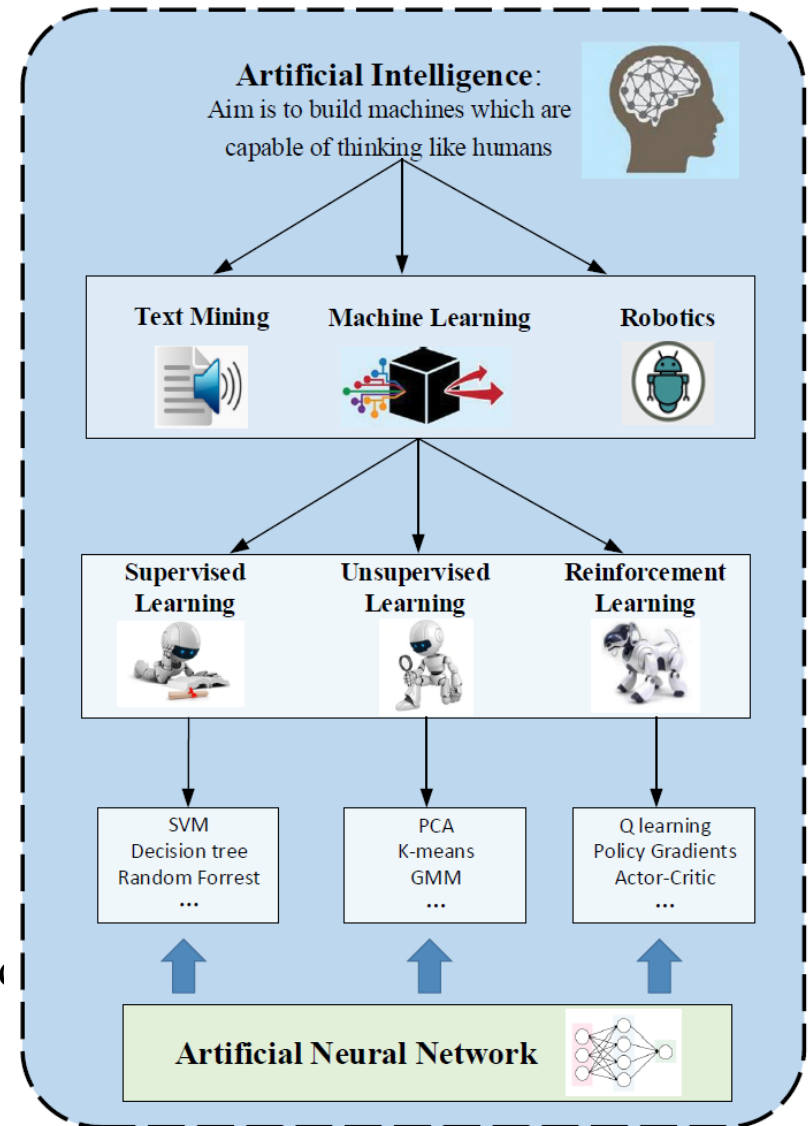 Artificial Intelligence:
Aim is to build machines which are
capable of thinking like humans
Text Mining
Machine Learning
Robotics
Supervised
Learning
Unsupervised
Learning
Reinforcement
Learning
SVM
Decision tree
Random Forrest
...
PCA
K-means
GMM
...
Q learning
Policy Gradients
Actor-Critic
...
Artificial Neural Network